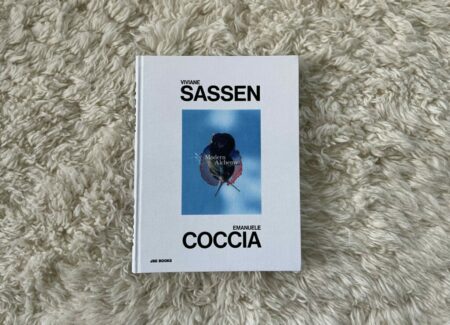 VIVIANE
SASSEN
Modern
Alchemy
EMANUELE
COCCIA
JBE BOOKS